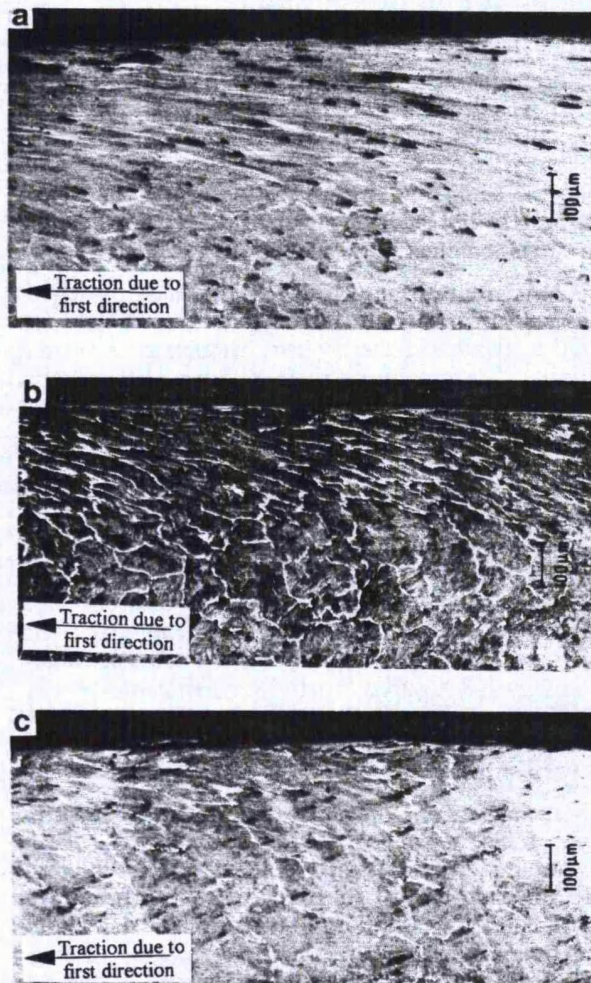 a
100µm
Traction due to
first direction
b
100µm
Traction due to
first direction
c
100µm
Traction due to
first direction